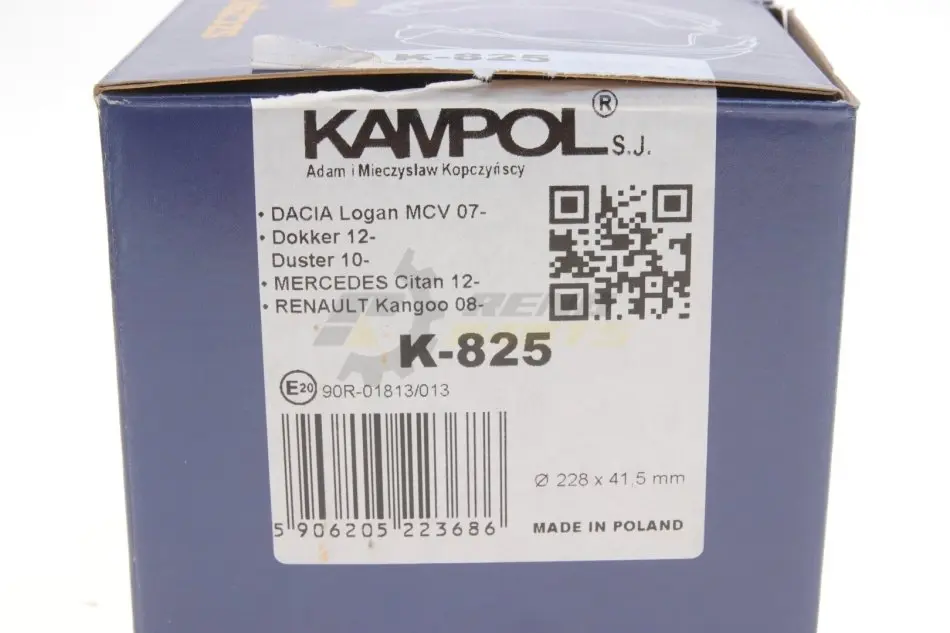 K-825
KAMPOL® S.J.
Adam i Mieczysław Kopczyńscy
• DACIA Logan MCV 07-
• Dokker 12-
Duster 10-
• MERCEDES Citan 12-
• RENAULT Kangoo 08-
K-825
E20 90R-01813/013
Ø 228 x 41,5 mm
5 906205 223686
MADE IN POLAND